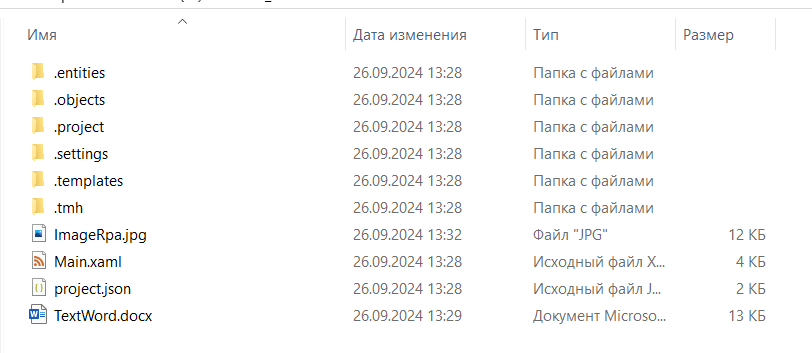 Имя Дата изменения Тип Размер
.entities 26.09.2024 13:28 Папка с файлами
.objects 26.09.2024 13:28 Папка с файлами
.project 26.09.2024 13:28 Папка с файлами
.settings 26.09.2024 13:28 Папка с файлами
.templates 26.09.2024 13:28 Папка с файлами
.tmh 26.09.2024 13:28 Папка с файлами
ImageRpa.jpg 26.09.2024 13:32 Файл "JPG" 12 КБ
Main.xaml 26.09.2024 13:28 Исходный файл X... 4 КБ
project.json 26.09.2024 13:28 Исходный файл J... 2 КБ
TextWord.docx 26.09.2024 13:29 Документ Microso... 13 КБ